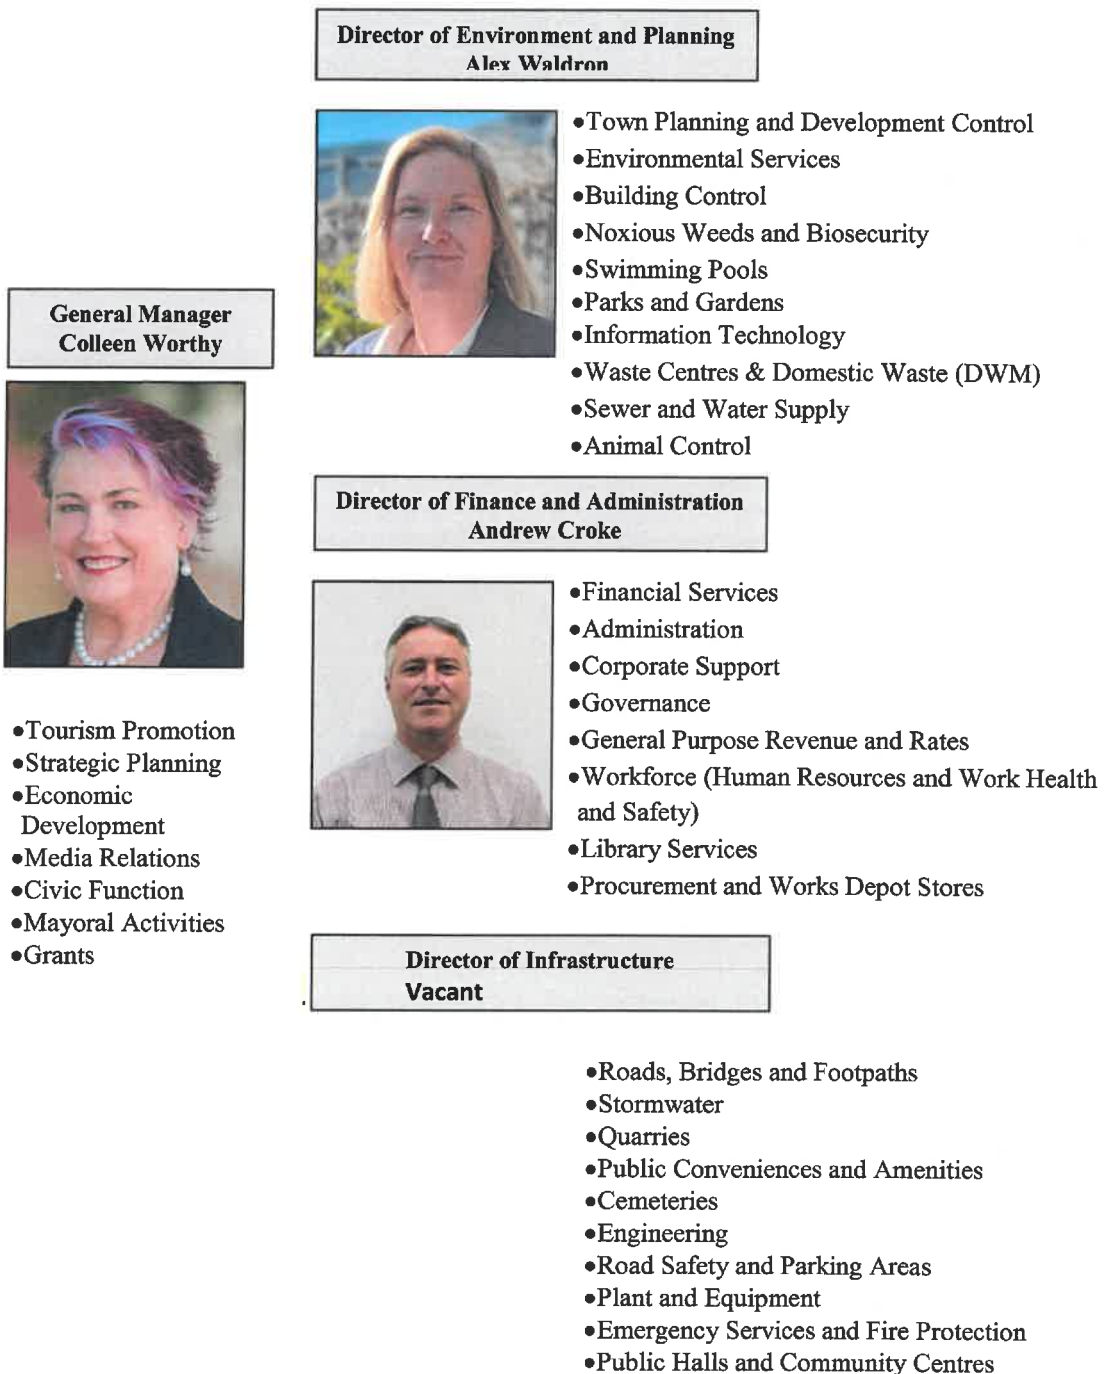 Director of Environment and Planning
Alex Waldron
•Town Planning and Development Control
•Environmental Services
•Building Control
•Noxious Weeds and Biosecurity
•Swimming Pools
•Parks and Gardens
•Information Technology
•Waste Centres & Domestic Waste (DWM)
•Sewer and Water Supply
•Animal Control
General Manager
Colleen Worthy
•Tourism Promotion
•Strategic Planning
•Economic
Development
•Media Relations
•Civic Function
•Mayoral Activities
•Grants
Director of Finance and Administration
Andrew Croke
•Financial Services
•Administration
•Corporate Support
•Governance
•General Purpose Revenue and Rates
•Workforce (Human Resources and Work Health
and Safety)
•Library Services
•Procurement and Works Depot Stores
Director of Infrastructure
Vacant
•Roads, Bridges and Footpaths
•Stormwater
•Quarries
•Public Conveniences and Amenities
•Cemeteries
•Engineering
•Road Safety and Parking Areas
•Plant and Equipment
•Emergency Services and Fire Protection
•Public Halls and Community Centres